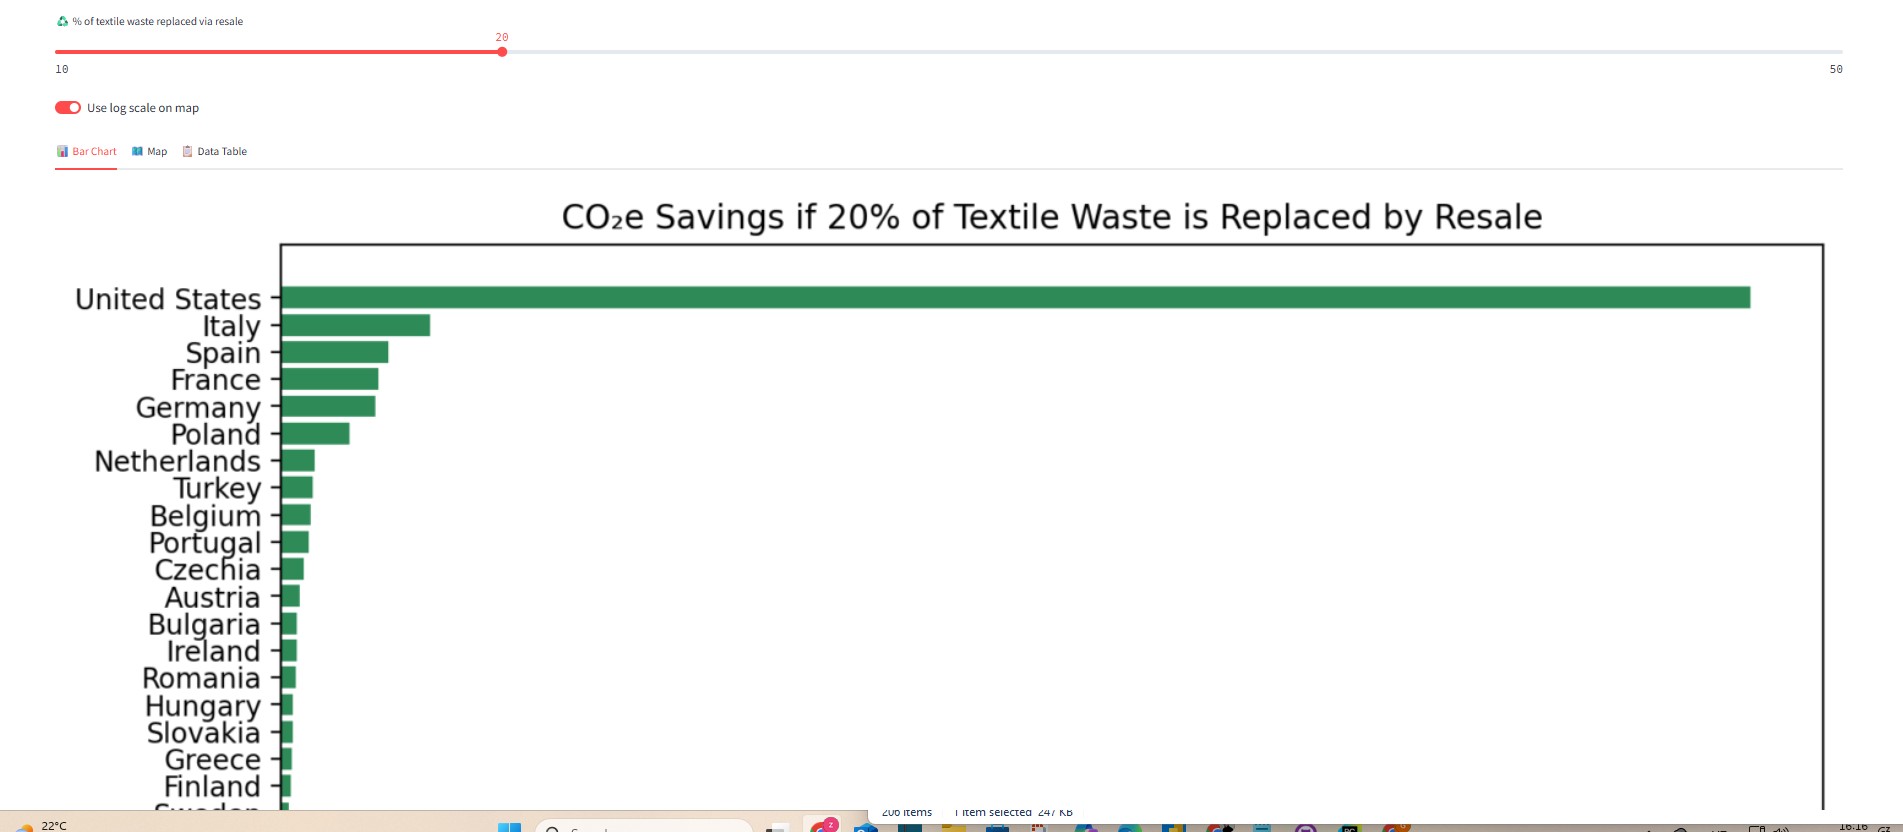 % of textile waste replaced via resale
20
10 50
Use log scale on map
Bar Chart Map Data Table
CO₂e Savings if 20% of Textile Waste is Replaced by Resale
United States
Italy
Spain
France
Germany
Poland
Netherlands
Turkey
Belgium
Portugal
Czechia
Austria
Bulgaria
Ireland
Romania
Hungary
Slovakia
Greece
Finland
Sweden
206 items 1 item selected 247 KB
22°C
16:16